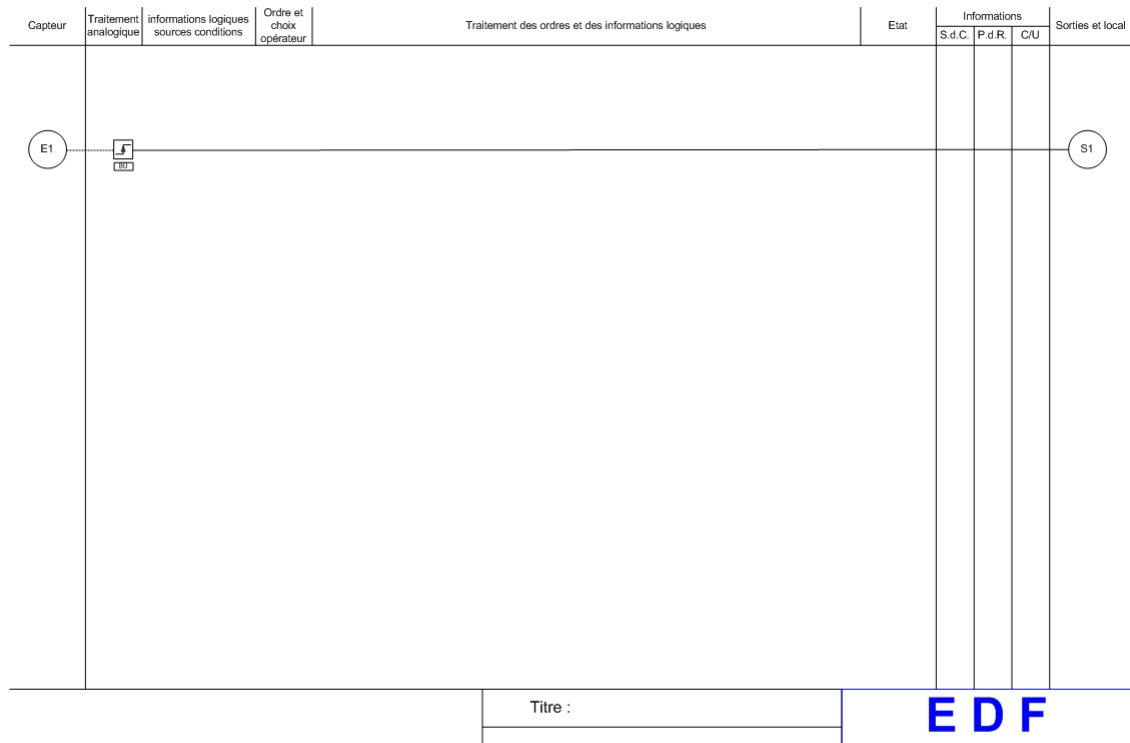 Capteur
Traitement
analogique
informations logiques
sources conditions
Ordre et
choix
opérateur
Traitement des ordres et des informations logiques
Etat
Informations
S.d.C.
P.d.R.
C/U
Sorties et local
E1
S1
80
Titre :
E D F